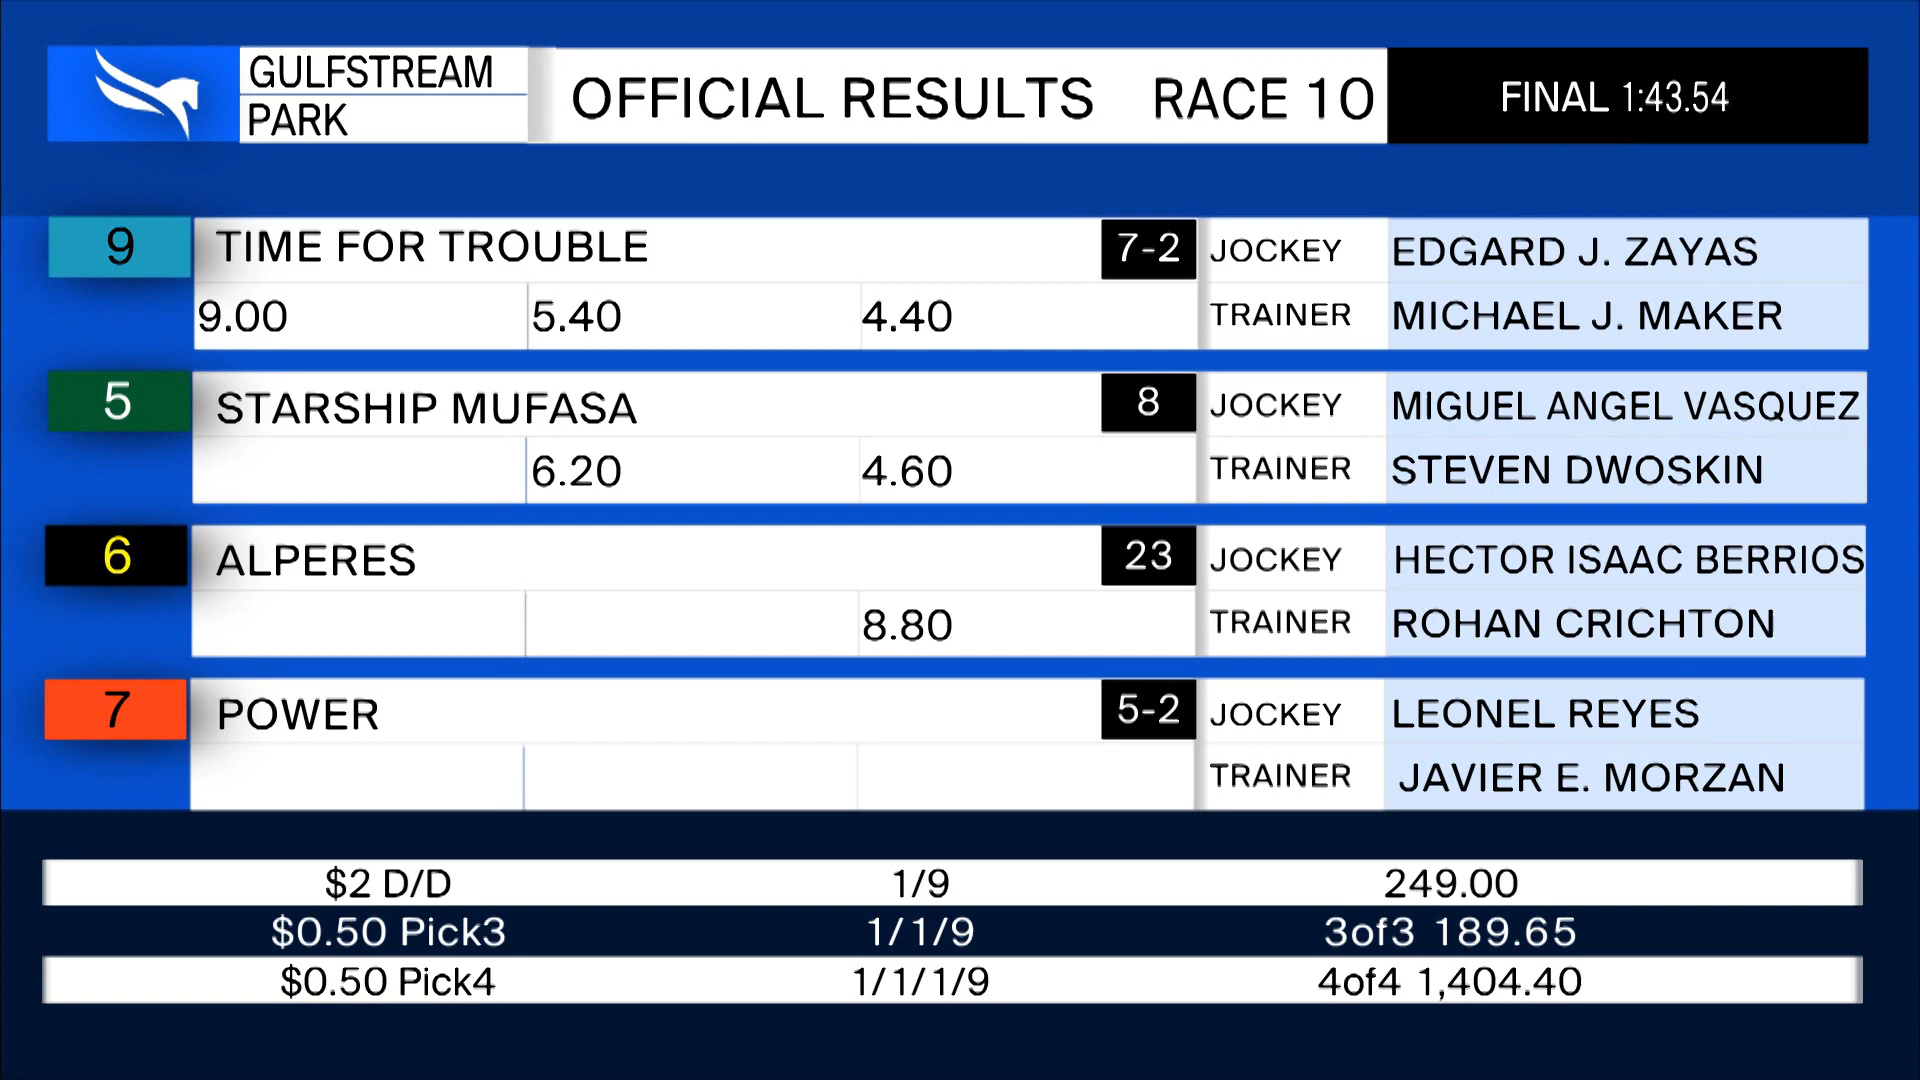 GULFSTREAM
PARK
OFFICIAL RESULTS RACE 10
FINAL 1:43.54
9 TIME FOR TROUBLE 7-2 JOCKEY EDGARD J. ZAYAS
9.00 5.40 4.40 TRAINER MICHAEL J. MAKER
5 STARSHIP MUFASA 8 JOCKEY MIGUEL ANGEL VASQUEZ
6.20 4.60 TRAINER STEVEN DWOSKIN
6 ALPERES 23 JOCKEY HECTOR ISAAC BERRIOS
8.80 TRAINER ROHAN CRICHTON
7 POWER 5-2 JOCKEY LEONEL REYES
TRAINER JAVIER E. MORZAN
$2 D/D 1/9 249.00
$0.50 Pick3 1/1/9 3of3 189.65
$0.50 Pick4 1/1/1/9 4of4 1,404.40